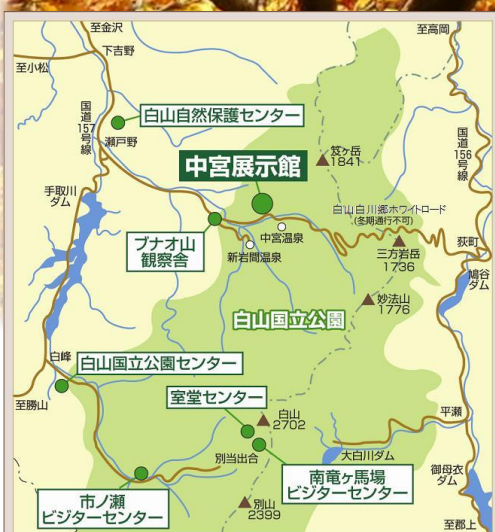 至金沢
下吉野
至小松
至高岡
国道157号線
白山自然保護センター
瀬戸野
笈ヶ岳
1841
国道156号線
中宮展示館
手取川
ダム
白山白川郷ホワイトロード
(冬期通行不可)
荻町
ブナオ山
観察舎
中宮温泉
新岩間温泉
三方岩岳
1736
鳩谷
ダム
妙法山
1776
白山国立公園
白峰
白山国立公園センター
至勝山
室堂センター
白山
2702
平瀬
別当出合
大白川ダム
南竜ヶ馬場
ビジターセンター
御母衣
ダム
市ノ瀬
ビジターセンター
別山
2399
至郡上